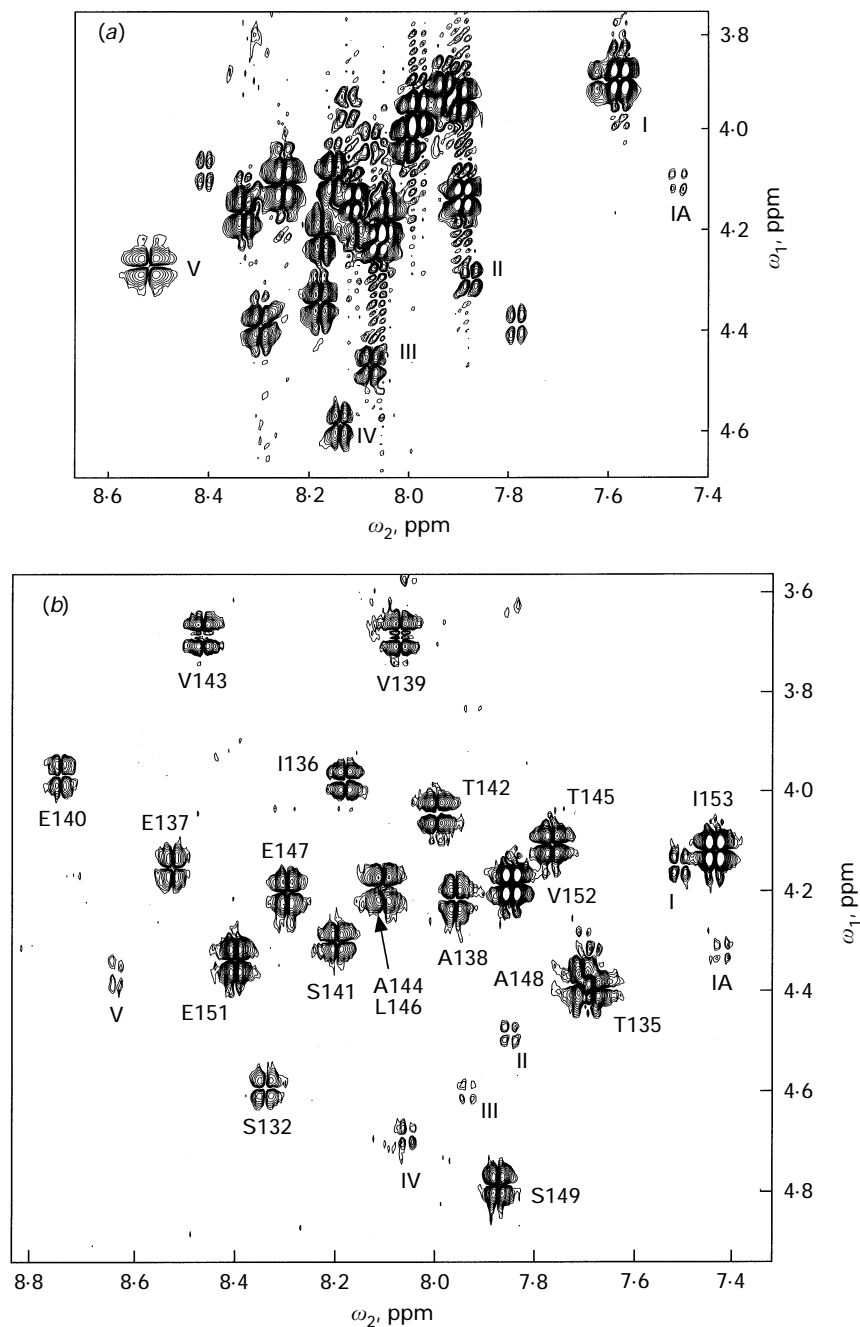 (a)
3·8
4·0
4·2
4·4
4·6
ω₁, ppm
I
IA
II
III
IV
V
8·6 8·4 8·2 8·0 7·8 7·6 7·4
ω₂, ppm
(b)
3·6
3·8
4·0
4·2
4·4
4·6
4·8
ω₁, ppm
V143
V139
I136
T142
T145
I153
E140
E137
E147
I
V152
A138
A148
IA
V
E151
S141
A144
L146
T135
II
S132
III
IV
S149
8·8 8·6 8·4 8·2 8·0 7·8 7·6 7·4
ω₂, ppm